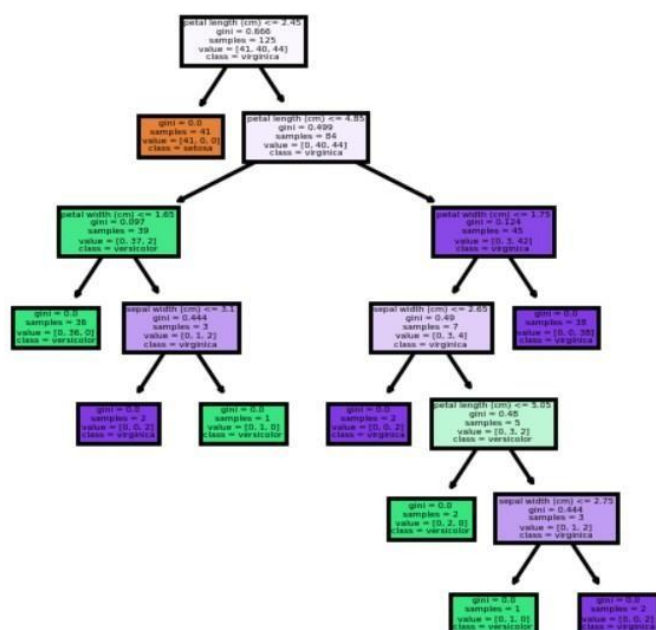 petal length (cm) <= 2.45
gini = 0.666
samples = 125
value = [41, 40, 44]
class = virginica
gini = 0.0
samples = 41
value = [41, 0, 0]
class = setosa
petal length (cm) <= 4.85
gini = 0.499
samples = 84
value = [0, 40, 44]
class = virginica
petal width (cm) <= 1.65
gini = 0.097
samples = 39
value = [0, 37, 2]
class = versicolor
petal width (cm) <= 1.75
gini = 0.124
samples = 45
value = [0, 3, 42]
class = virginica
gini = 0.0
samples = 36
value = [0, 36, 0]
class = versicolor
sepal width (cm) <= 3.1
gini = 0.444
samples = 3
value = [0, 1, 2]
class = virginica
sepal width (cm) <= 2.65
gini = 0.49
samples = 7
value = [0, 3, 4]
class = virginica
gini = 0.0
samples = 38
value = [0, 0, 38]
class = virginica
gini = 0.0
samples = 2
value = [0, 0, 2]
class = virginica
gini = 0.0
samples = 1
value = [0, 1, 0]
class = versicolor
gini = 0.0
samples = 2
value = [0, 0, 2]
class = virginica
petal length (cm) <= 5.05
gini = 0.48
samples = 5
value = [0, 3, 2]
class = versicolor
gini = 0.0
samples = 2
value = [0, 2, 0]
class = versicolor
sepal width (cm) <= 2.75
gini = 0.444
samples = 3
value = [0, 1, 2]
class = virginica
gini = 0.0
samples = 1
value = [0, 1, 0]
class = versicolor
gini = 0.0
samples = 2
value = [0, 0, 2]
class = virginica